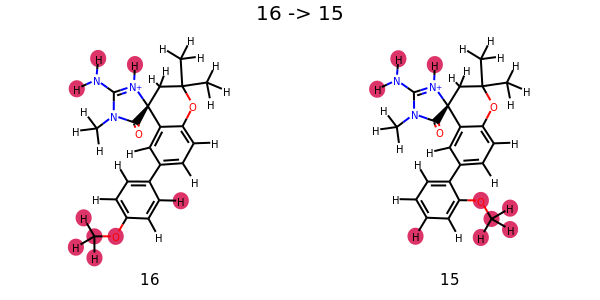 16 -> 15
H H H H H H
H H H H
N N+ H H N N+ H H
H H O H H O
N N
H O H O
H H H H
H H H H
H H H H
H H H H H O H
H H H
H O H H H H
H
16 15